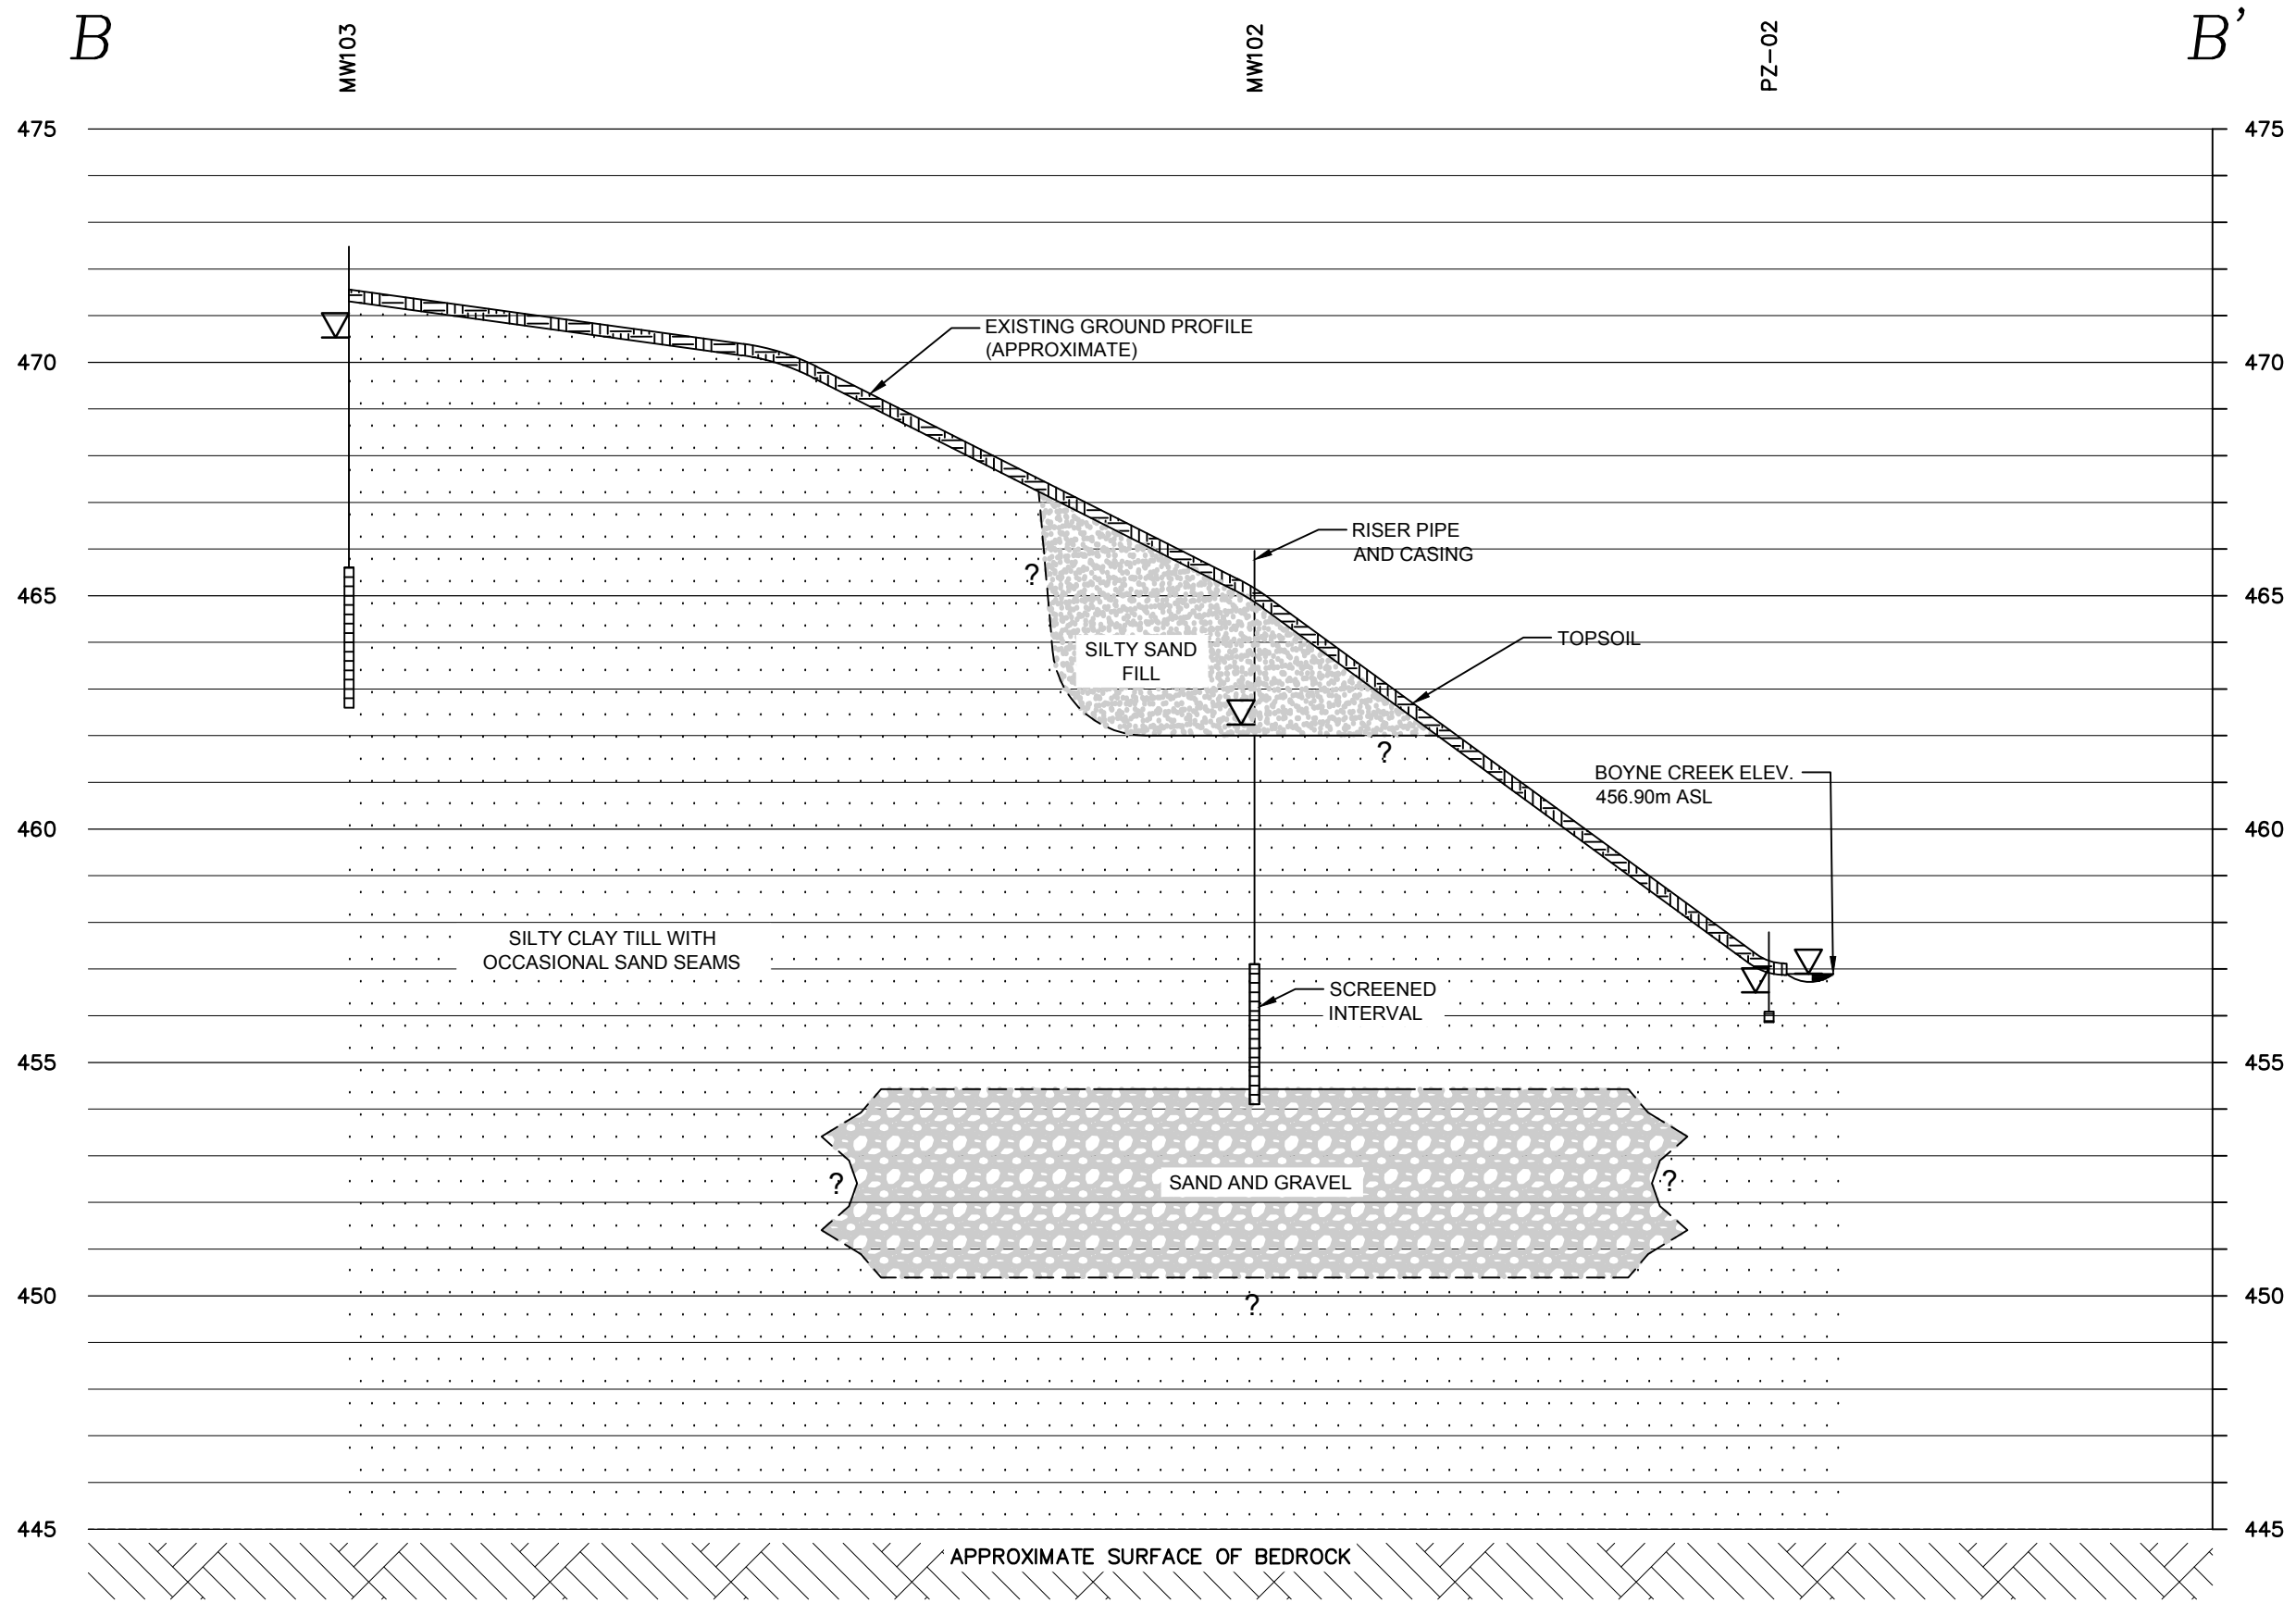 B
MW103
MW102
PZ-02
B'
475
475
EXISTING GROUND PROFILE
(APPROXIMATE)
470
470
RISER PIPE
AND CASING
?
465
465
SILTY SAND
FILL
TOPSOIL
?
BOYNE CREEK ELEV.
456.90m ASL
460
460
SILTY CLAY TILL WITH
OCCASIONAL SAND SEAMS
SCREENED
INTERVAL
455
455
?
SAND AND GRAVEL
?
450
?
450
445
445
APPROXIMATE SURFACE OF BEDROCK